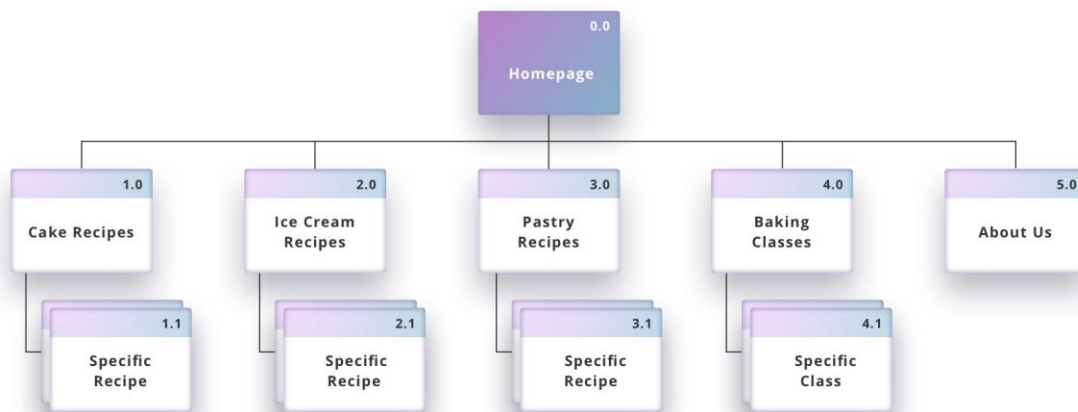 0.0
Homepage
1.0
Cake Recipes
2.0
Ice Cream
Recipes
3.0
Pastry
Recipes
4.0
Baking
Classes
5.0
About Us
1.1
Specific
Recipe
2.1
Specific
Recipe
3.1
Specific
Recipe
4.1
Specific
Class